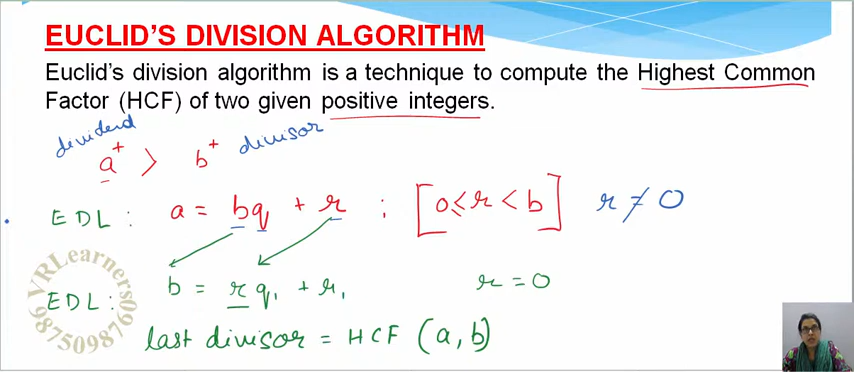 EUCLID'S DIVISION ALGORITHM
Euclid's division algorithm is a technique to compute the Highest Common
Factor (HCF) of two given positive integers.
dividend divisor
a⁺ > b⁺
EDL : a = bq + r ; [0 ≤ r < b] r ≠ 0
EDL : b = r q₁ + r₁ r = 0
last divisor = HCF (a, b)
VRLearners
9875098760